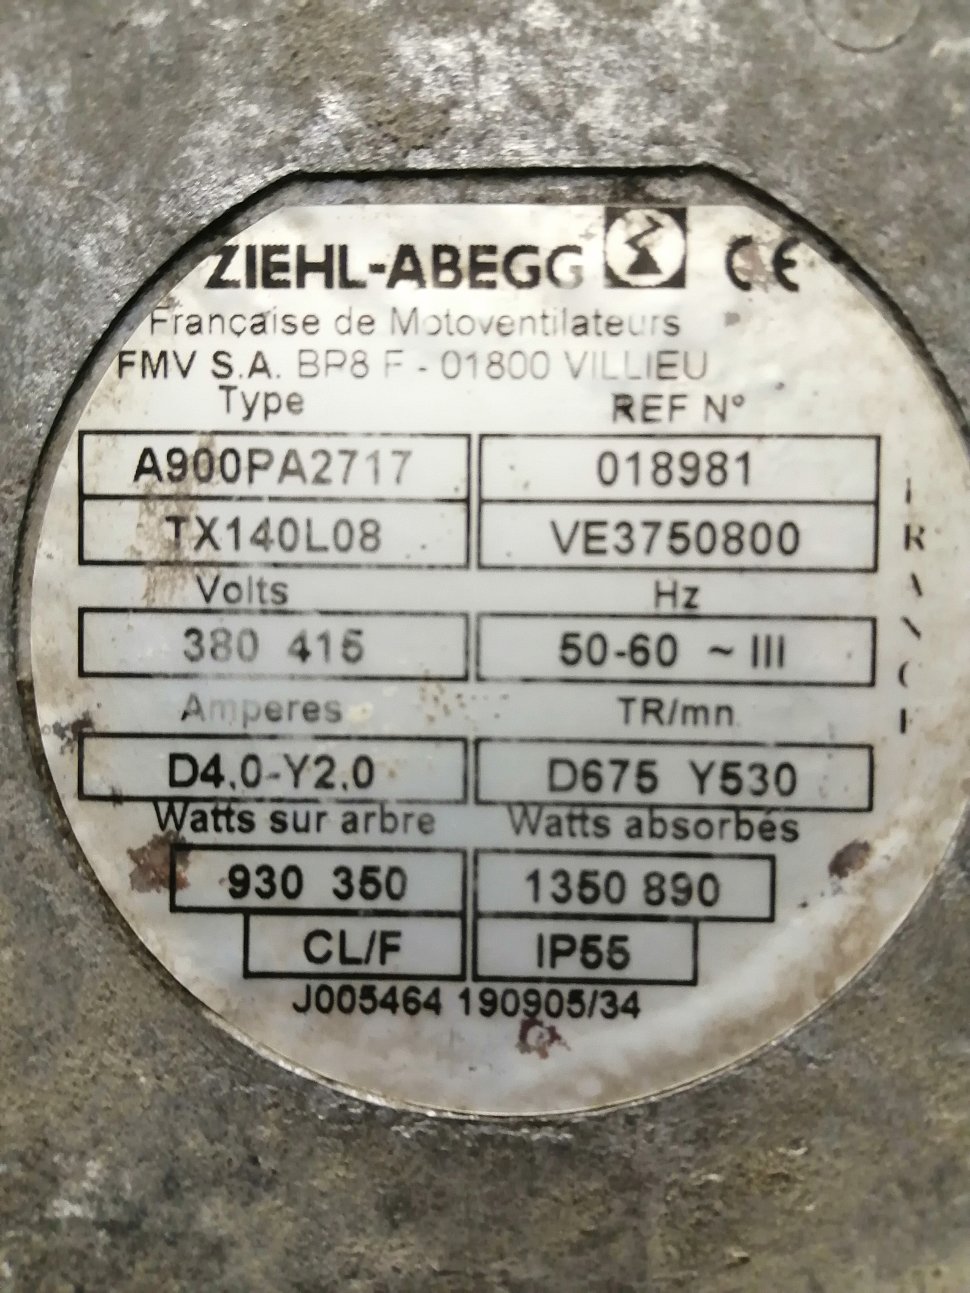 ZIEHL-ABEGG CE
Française de Motoventilateurs
FMV S.A. BP8 F - 01800 VILLIEU
Type REF N°
A900PA2717 018981
TX140L08 VE3750800
Volts Hz
380 415 50-60 ~ III
Amperes TR/mn
D4.0-Y2.0 D675 Y530
Watts sur arbre Watts absorbés
930 350 1350 890
CL/F IP55
J005464 190905/34